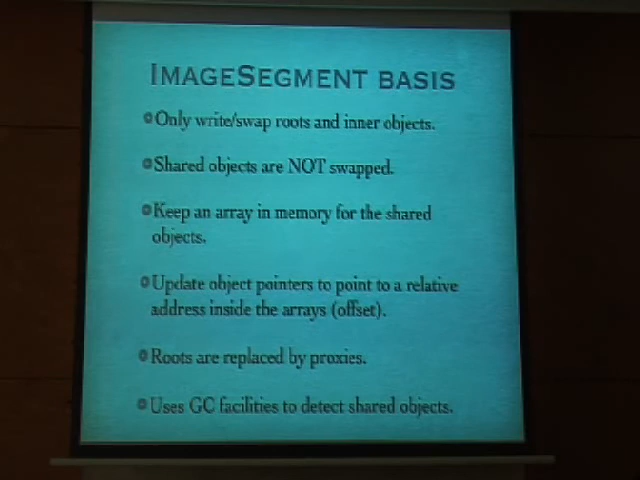 ImageSegment basis
Only write/swap roots and inner objects.
Shared objects are NOT swapped.
Keep an array in memory for the shared
objects.
Update object pointers to point to a relative
address inside the arrays (offset).
Roots are replaced by proxies.
Uses GC facilities to detect shared objects.